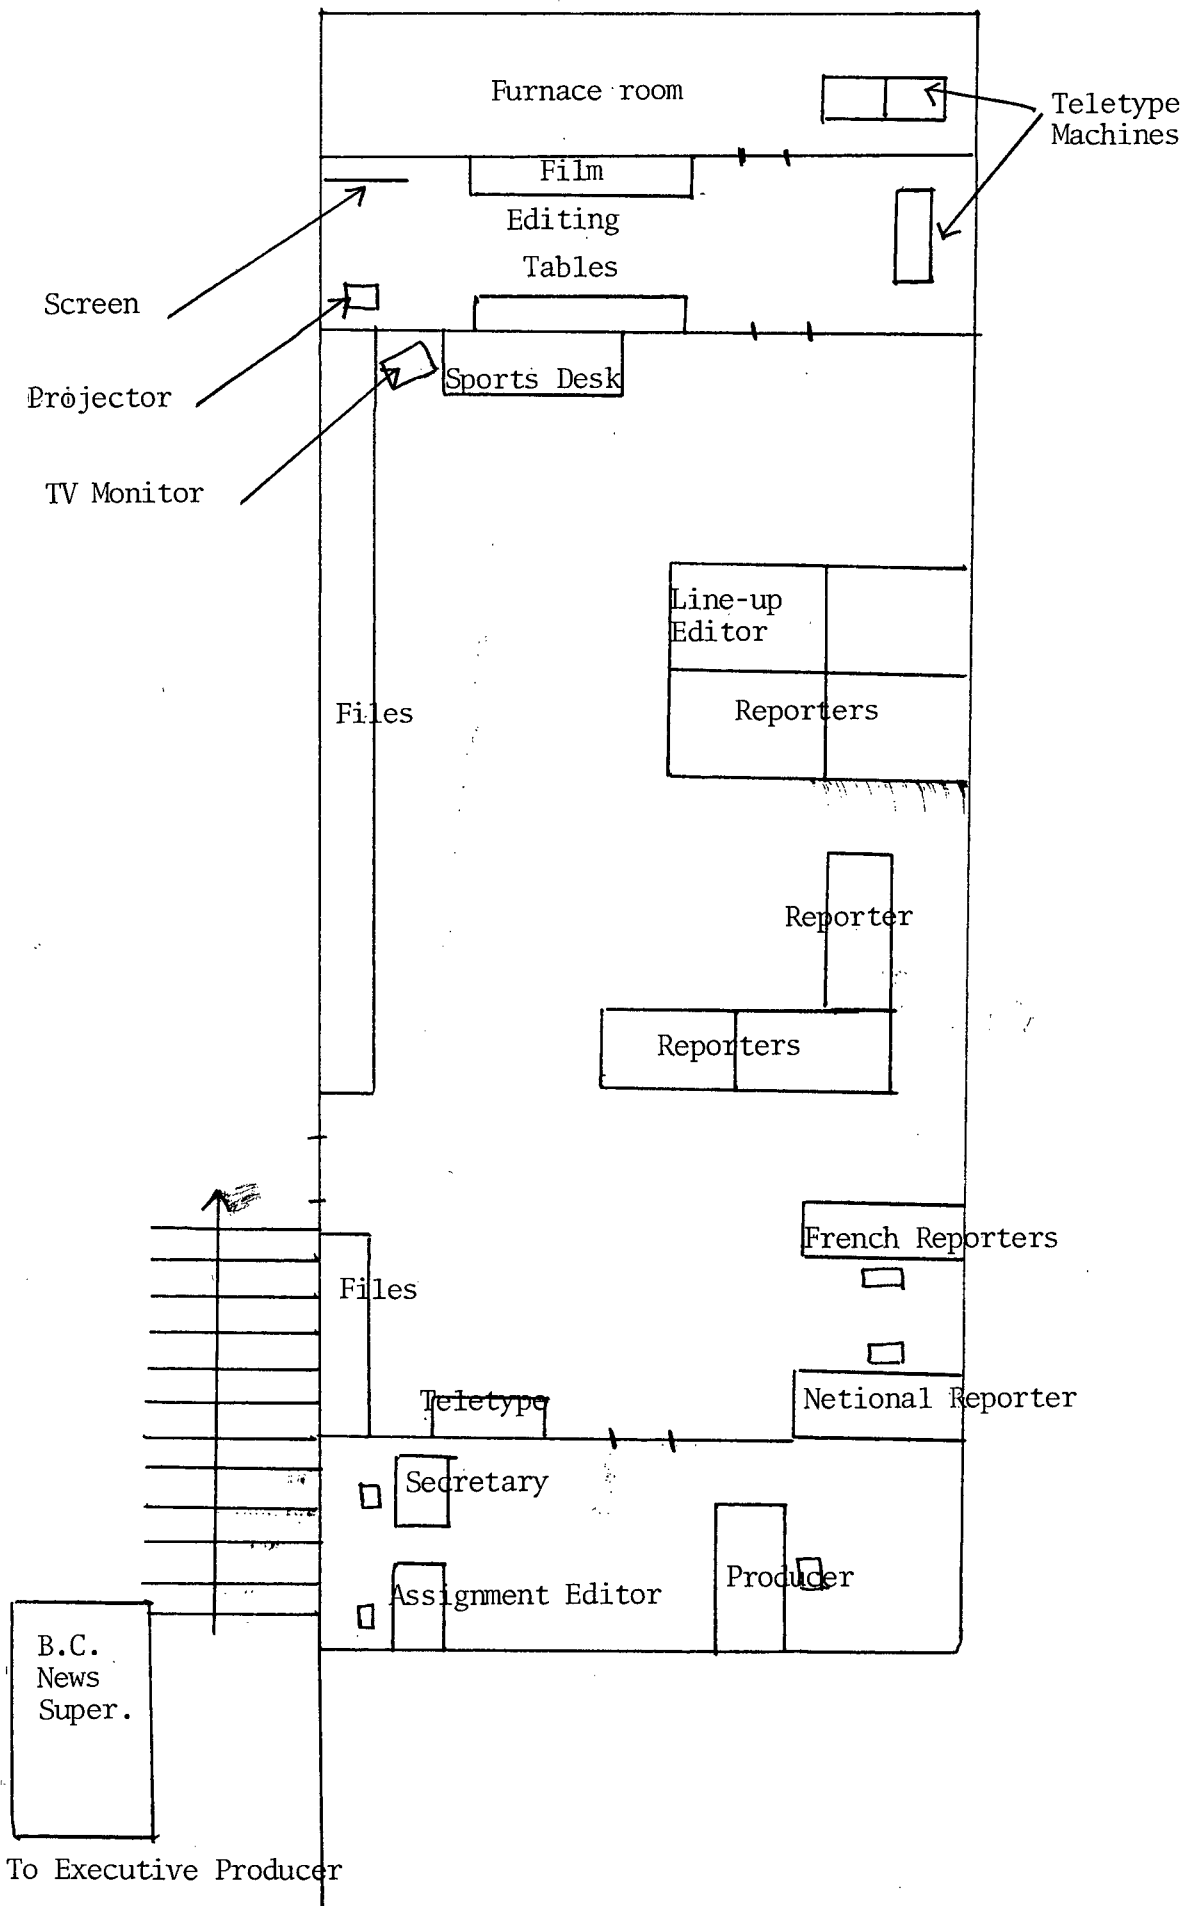 Furnace room
Teletype
Machines
Film
Editing
Tables
Screen
Projector
Sports Desk
TV Monitor
Line-up
Editor
Reporters
Files
Reporter
Reporters
French Reporters
Files
Teletype
Netional Reporter
Secretary
Producer
Assignment Editor
B.C.
News
Super.
To Executive Producer